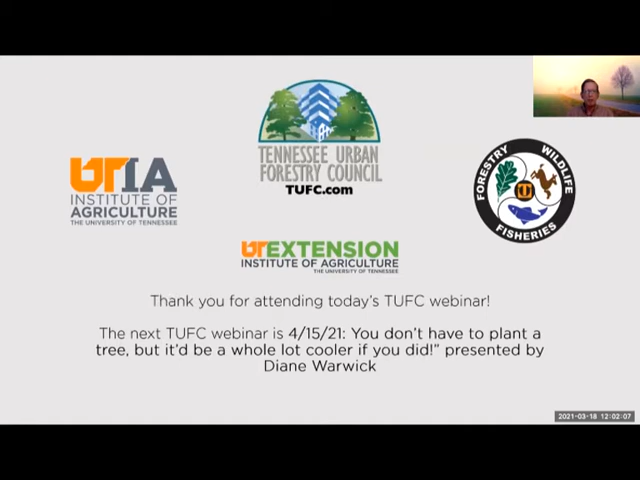 TENNESSEE URBAN
FORESTRY COUNCIL
TUFC.com
UTIA
INSTITUTE OF
AGRICULTURE
THE UNIVERSITY OF TENNESSEE
FORESTRY WILDLIFE
FISHERIES
UT EXTENSION
INSTITUTE OF AGRICULTURE
THE UNIVERSITY OF TENNESSEE
Thank you for attending today's TUFC webinar!
The next TUFC webinar is 4/15/21: You don't have to plant a
tree, but it'd be a whole lot cooler if you did!" presented by
Diane Warwick
2021-03-18 12:02:07